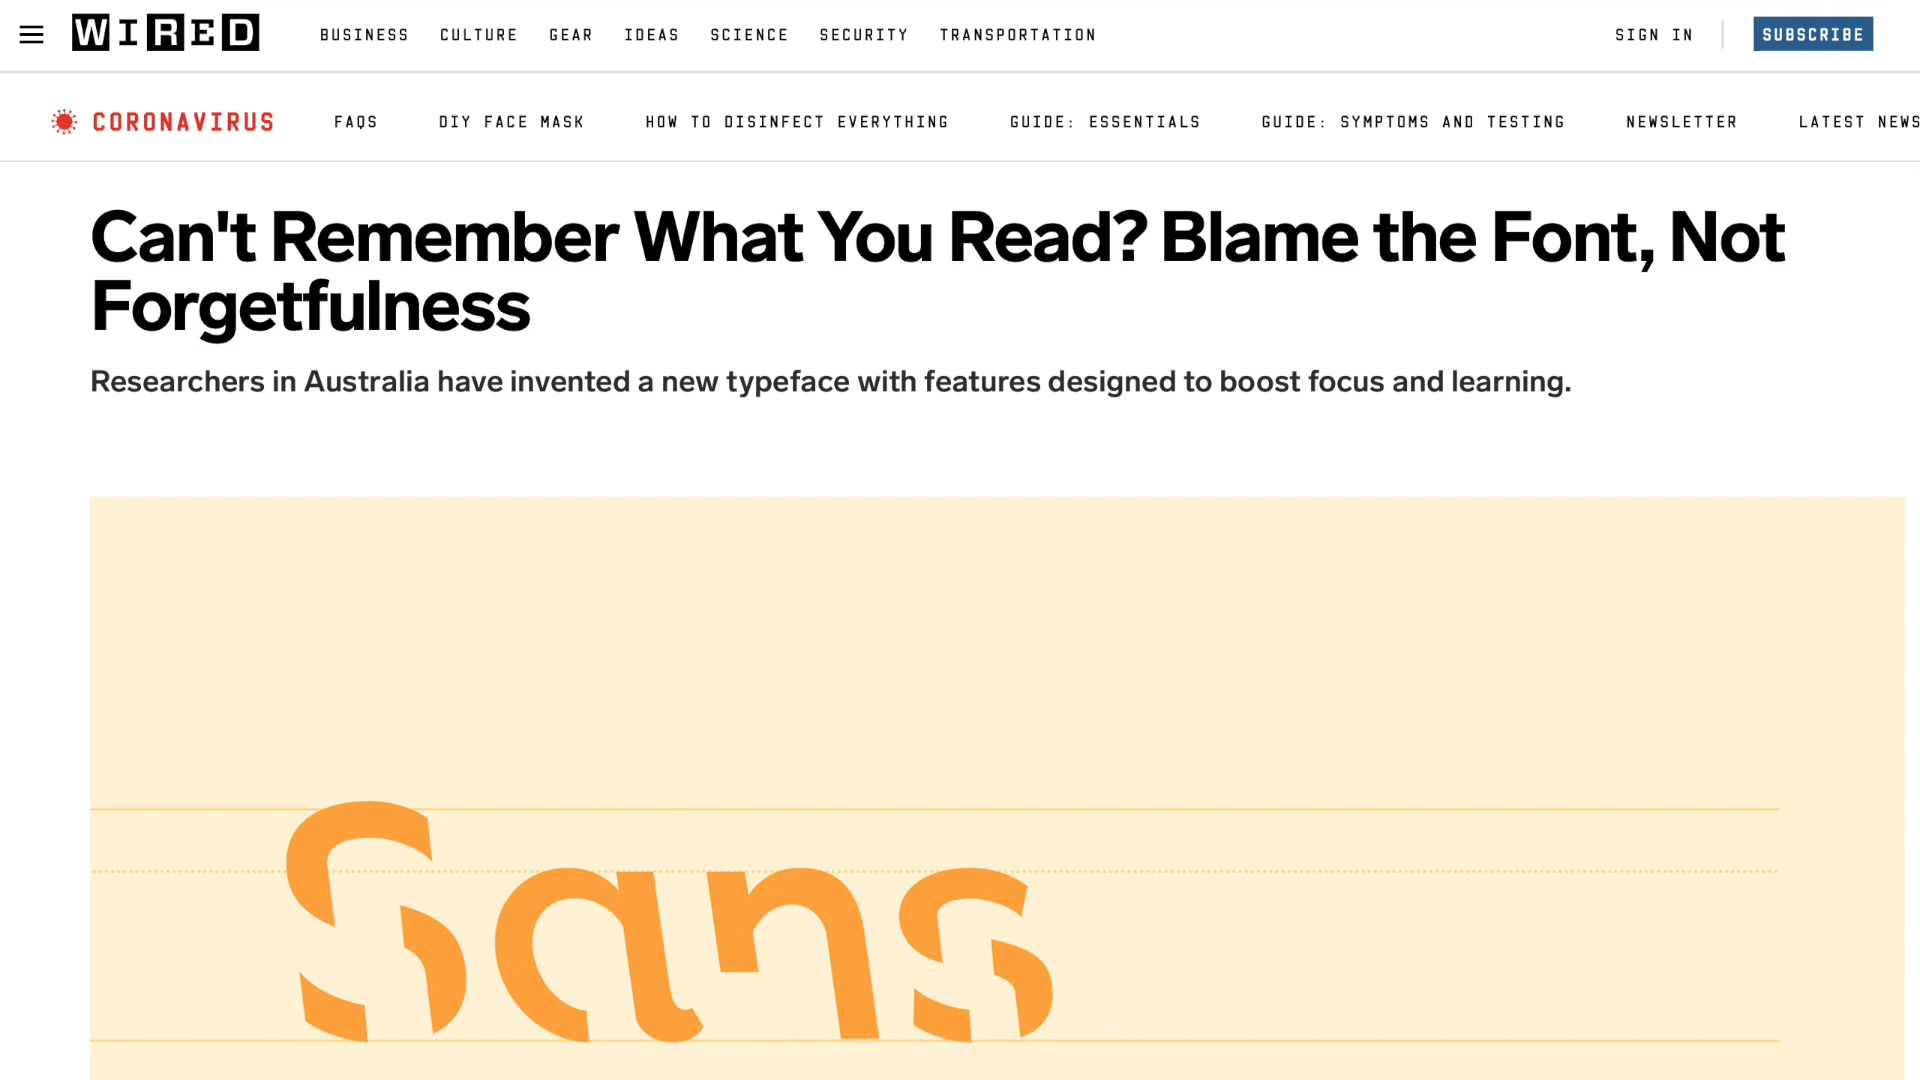 WIRED BUSINESS CULTURE GEAR IDEAS SCIENCE SECURITY TRANSPORTATION SIGN IN SUBSCRIBE
CORONAVIRUS FAQS DIY FACE MASK HOW TO DISINFECT EVERYTHING GUIDE: ESSENTIALS GUIDE: SYMPTOMS AND TESTING NEWSLETTER LATEST NEWS
Can't Remember What You Read? Blame the Font, Not
Forgetfulness
Researchers in Australia have invented a new typeface with features designed to boost focus and learning.
Sans